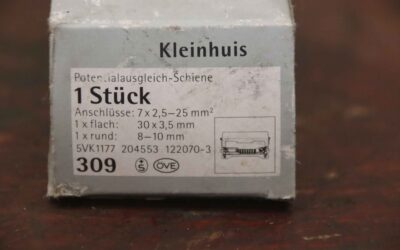 Kleinhuis
Potentialausgleich-Schiene
1 Stück
Anschlüsse: 7 x 2,5–25 mm²
1 x flach: 30 x 3,5 mm
1 x rund: 8–10 mm
5VK1177 204553 122070-3
309 ÖVE